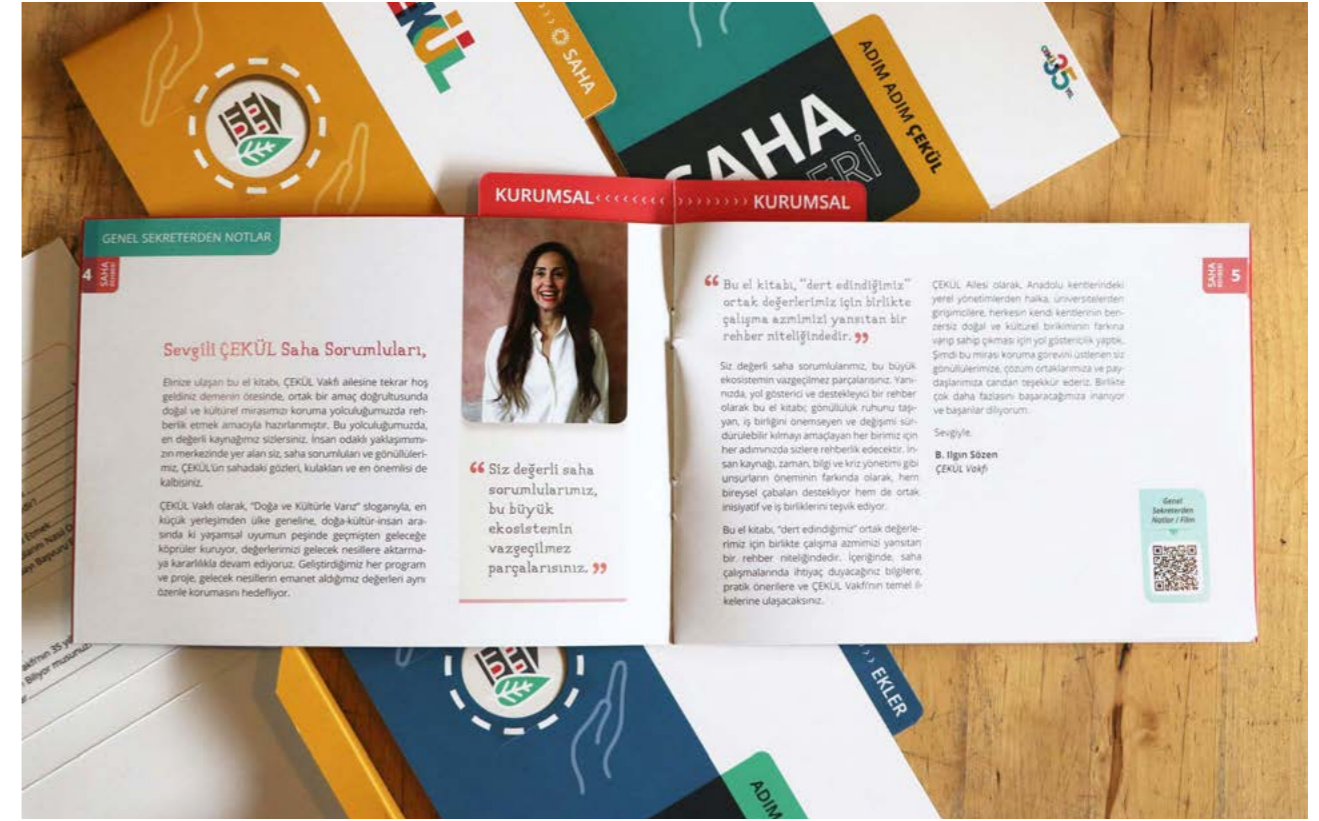 ÇEKÜL
SAHA
ADIM ADIM ÇEKÜL
SAHA
35
KURUMSAL
KURUMSAL
GENEL SEKRETERDEN NOTLAR
4
SAHA
Sevgili ÇEKÜL Saha Sorumluları,
Elinize ulaşan bu el kitabı, ÇEKÜL Vakfı ailesine tekrar hoş
geldiniz demenin ötesinde, ortak bir amaç doğrultusunda
doğal ve kültürel mirasımızı koruma yolculuğumuzda reh-
berlik etmek amacıyla hazırlanmıştır. Bu yolculuğumuzda,
en değerli kaynağımız sizlersiniz. İnsan odaklı yaklaşımımı-
zın merkezinde yer alan siz, saha sorumluları ve gönüllüleri-
miz, ÇEKÜL'ün sahadaki gözleri, kulakları ve en önemlisi de
kalbisiniz.
ÇEKÜL Vakfı olarak, "Doğa ve Kültürle Varız" sloganıyla, en
küçük yerleşimden ülke geneline, doğa-kültür-insan ara-
sında ki yaşamsal uyumun peşinde geçmişten geleceğe
köprüler kuruyor, değerlerimizi gelecek nesillere aktarma-
ya kararlılıkla devam ediyoruz. Geliştirdiğimiz her program
ve proje, gelecek nesillerin emanet aldığımız değerleri aynı
özenle korumasını hedefliyor.
“ Siz değerli saha
sorumlularımız,
bu büyük
ekosistemin
vazgeçilmez
parçalarısınız. ”
“ Bu el kitabı, "dert edindiğimiz"
ortak değerlerimiz için birlikte
çalışma azmimizi yansıtan bir
rehber niteliğindedir. ”
Siz değerli saha sorumlularımız, bu büyük
ekosistemin vazgeçilmez parçalarısınız. Yanı-
nızda, yol gösterici ve destekleyici bir rehber
olarak bu el kitabı; gönüllülük ruhunu taşı-
yan, iş birliğini önemseyen ve değişimi sür-
dürülebilir kılmayı amaçlayan her birimiz için
her adımınızda sizlere rehberlik edecektir. İn-
san kaynağı, zaman, bilgi ve kriz yönetimi gibi
unsurların öneminin farkında olarak, hem
bireysel çabaları destekliyor hem de ortak
inisiyatif ve iş birliklerini teşvik ediyor.
Bu el kitabı, "dert edindiğimiz" ortak değerle-
rimiz için birlikte çalışma azmimizi yansıtan
bir rehber niteliğindedir. İçeriğinde, saha
çalışmalarında ihtiyaç duyacağınız bilgilere,
pratik önerilere ve ÇEKÜL Vakfı'nın temel il-
kelerine ulaşacaksınız.
ÇEKÜL Ailesi olarak, Anadolu kentlerindeki
yerel yönetimlerden halka, üniversitelerden
girişimcilere, herkesin kendi kentlerinin ben-
zersiz doğal ve kültürel birikiminin farkına
varıp sahip çıkması için yol göstericilik yaptık.
Şimdi bu mirası koruma görevini üstlenen siz
gönüllülerimize, çözüm ortaklarımıza ve pay-
daşlarımıza candan teşekkür ederiz. Birlikte
çok daha fazlasını başaracağımıza inanıyor
ve başarılar diliyorum.
Sevgiyle,
B. Ilgın Sözen
ÇEKÜL Vakfı
SAHA
5
Genel
Sekreterden
Notlar / Film
EKLER
ADIM